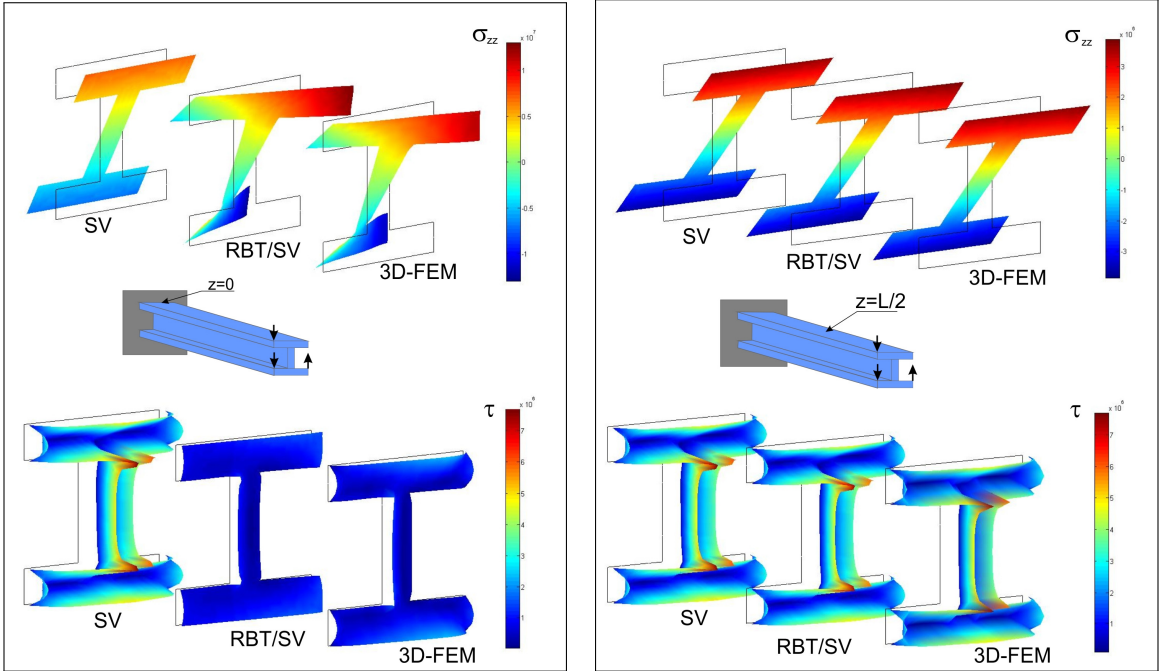 σzz
x 10^7
1
0.5
0
-0.5
-1
SV
RBT/SV
3D-FEM
z=0
τ
x 10^6
7
6
5
4
3
2
1
SV
RBT/SV
3D-FEM
σzz
x 10^6
3
2
1
0
-1
-2
-3
SV
RBT/SV
3D-FEM
z=L/2
τ
x 10^6
7
6
5
4
3
2
1
SV
RBT/SV
3D-FEM